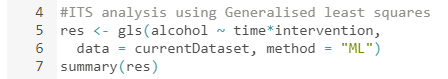 4 #ITS analysis using Generalised least squares
5 res <- gls(alcohol ~ time*intervention,
6   data = currentDataset, method = "ML")
7 summary(res)